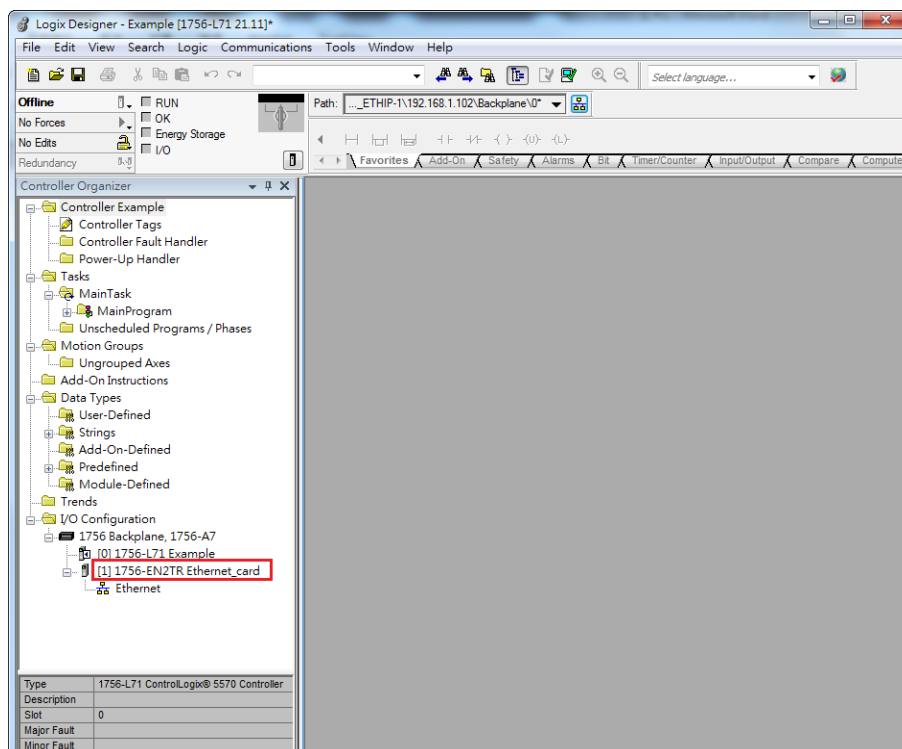 Logix Designer - Example [1756-L71 21.11]*
File Edit View Search Logic Communications Tools Window Help
Select language...
Offline
RUN
No Forces
OK
Energy Storage
No Edits
I/O
Redundancy
Path: ..._ETHIP-1\192.168.1.102\Backplane\0*
Favorites Add-On Safety Alarms Bit Timer/Counter Input/Output Compare Compute
Controller Organizer
Controller Example
Controller Tags
Controller Fault Handler
Power-Up Handler
Tasks
MainTask
MainProgram
Unscheduled Programs / Phases
Motion Groups
Ungrouped Axes
Add-On Instructions
Data Types
User-Defined
Strings
Add-On-Defined
Predefined
Module-Defined
Trends
I/O Configuration
1756 Backplane, 1756-A7
[0] 1756-L71 Example
[1] 1756-EN2TR Ethernet_card
Ethernet
Type 1756-L71 ControlLogix® 5570 Controller
Description
Slot 0
Major Fault
Minor Fault